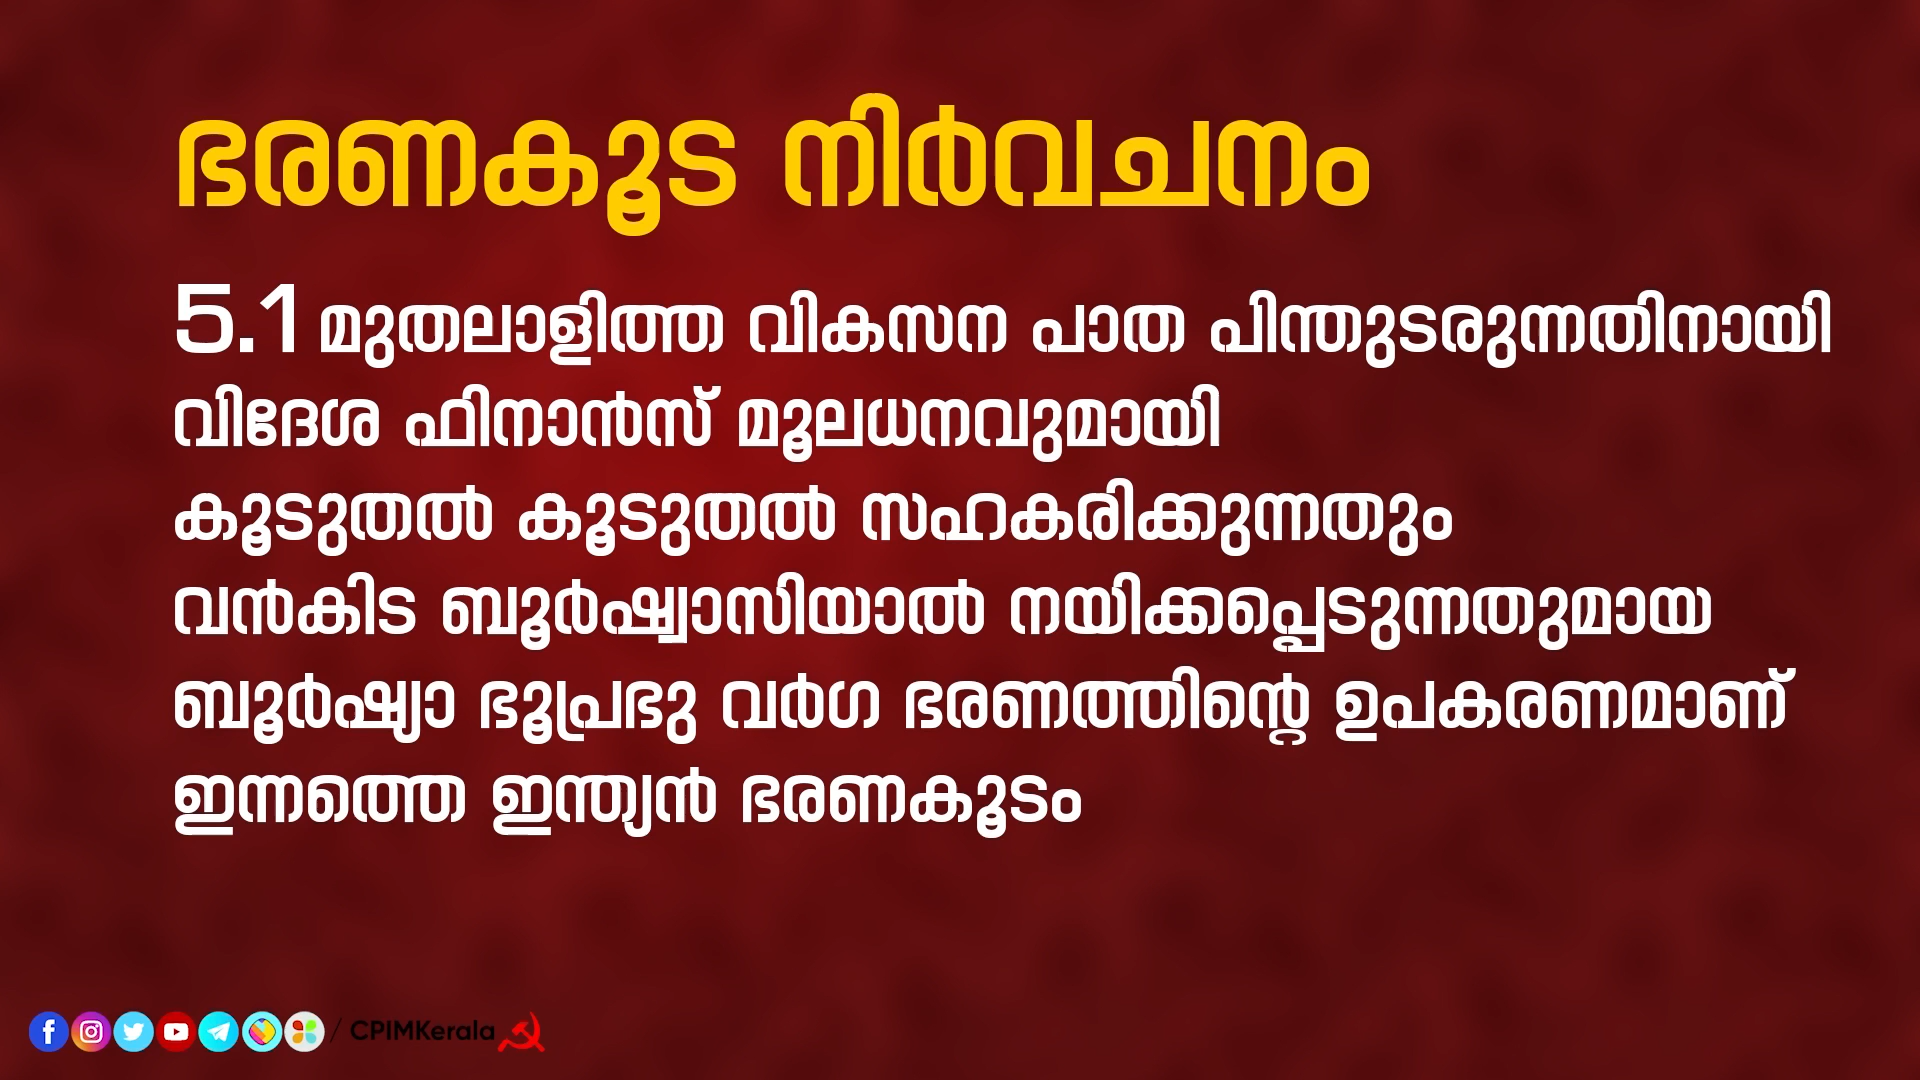 ഭരണകൂട നിർവചനം
5.1 മുതലാളിത്ത വികസന പാത പിന്തുടരുന്നതിനായി
വിദേശ ഫിനാൻസ് മൂലധനവുമായി
കൂടുതൽ കൂടുതൽ സഹകരിക്കുന്നതും
വൻകിട ബൂർഷ്വാസിയാൽ നയിക്കപ്പെടുന്നതുമായ
ബൂർഷ്യാ ഭൂപ്രഭു വർഗ ഭരണത്തിന്റെ ഉപകരണമാണ്
ഇന്നത്തെ ഇന്ത്യൻ ഭരണകൂടം
/ CPIMKerala